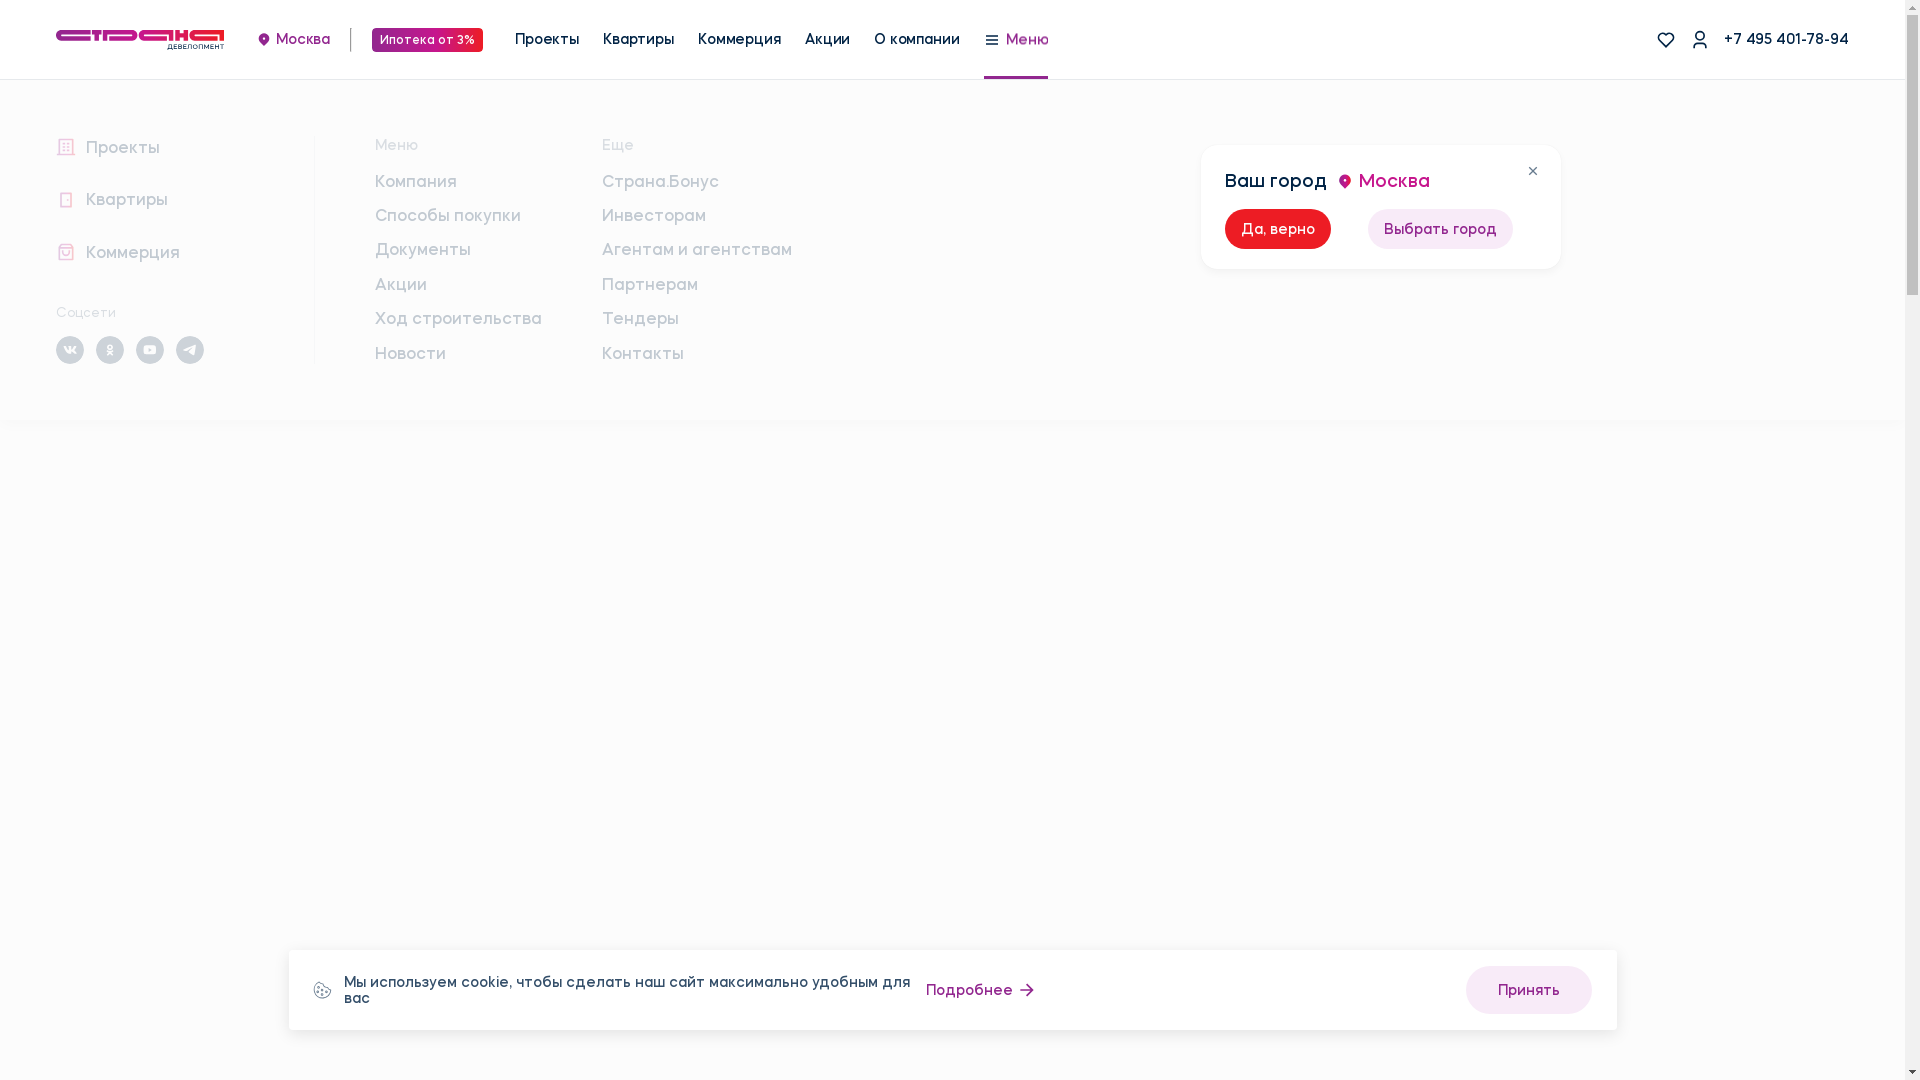 страна
ДЕВЕЛОПМЕНТ
Москва
Ипотека от 3%
Проекты
Квартиры
Коммерция
Акции
О компании
Меню
+7 495 401-78-94
Проекты
Квартиры
Коммерция
Соцсети
Меню
Компания
Способы покупки
Документы
Акции
Ход строительства
Новости
Еще
Страна.Бонус
Инвесторам
Агентам и агентствам
Партнерам
Тендеры
Контакты
Ваш город Москва
Да, верно
Выбрать город
Мы используем cookie, чтобы сделать наш сайт максимально удобным для
вас
Подробнее
Принять